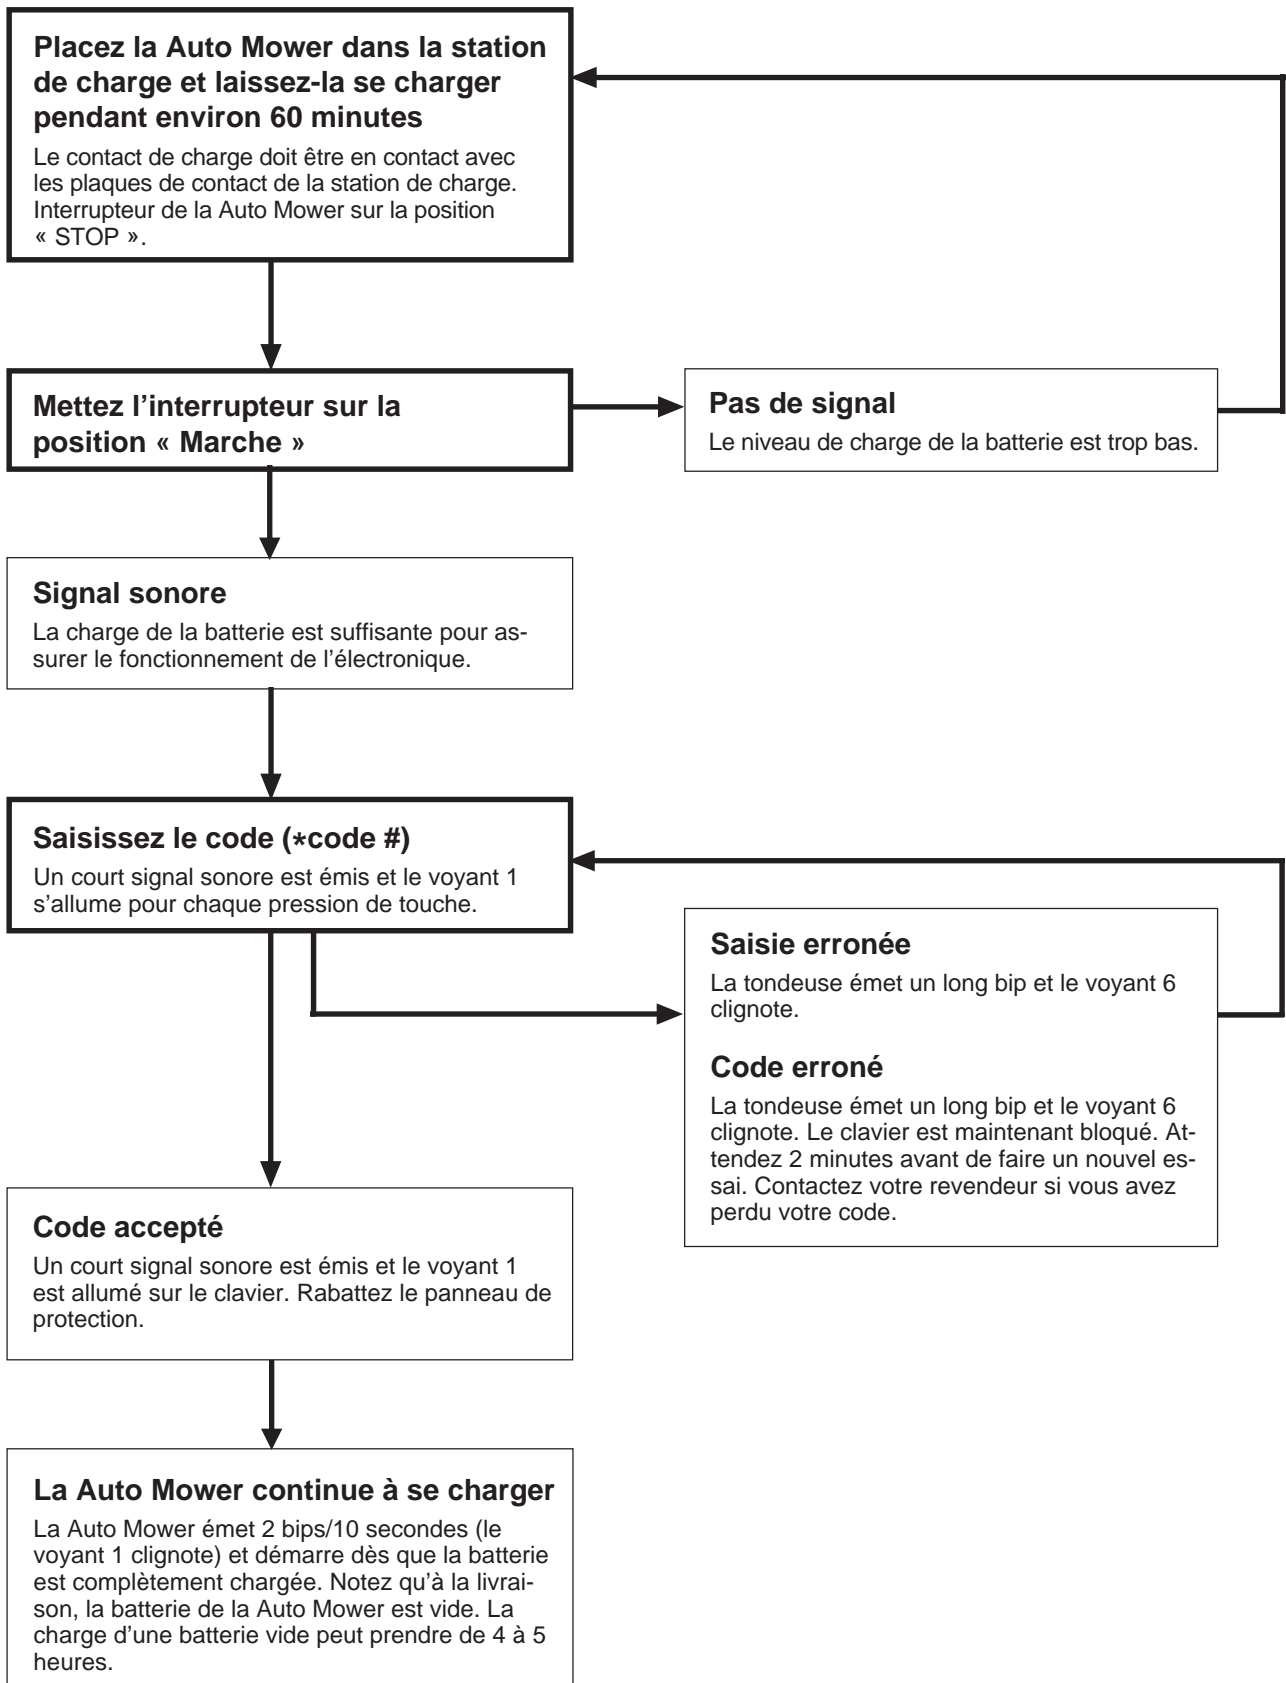 Placez la Auto Mower dans la station
de charge et laissez-la se charger
pendant environ 60 minutes
Le contact de charge doit être en contact avec
les plaques de contact de la station de charge.
Interrupteur de la Auto Mower sur la position
« STOP ».
Mettez l’interrupteur sur la
position « Marche »
Pas de signal
Le niveau de charge de la batterie est trop bas.
Signal sonore
La charge de la batterie est suffisante pour as-
surer le fonctionnement de l’électronique.
Saisissez le code (*code #)
Un court signal sonore est émis et le voyant 1
s’allume pour chaque pression de touche.
Saisie erronée
La tondeuse émet un long bip et le voyant 6
clignote.
Code erroné
La tondeuse émet un long bip et le voyant 6
clignote. Le clavier est maintenant bloqué. At-
tendez 2 minutes avant de faire un nouvel es-
sai. Contactez votre revendeur si vous avez
perdu votre code.
Code accepté
Un court signal sonore est émis et le voyant 1
est allumé sur le clavier. Rabattez le panneau de
protection.
La Auto Mower continue à se charger
La Auto Mower émet 2 bips/10 secondes (le
voyant 1 clignote) et démarre dès que la batterie
est complètement chargée. Notez qu’à la livrai-
son, la batterie de la Auto Mower est vide. La
charge d’une batterie vide peut prendre de 4 à 5
heures.